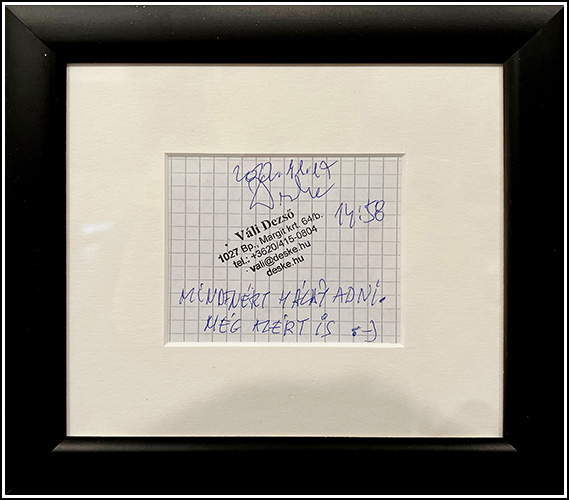 Deske
14:58
Váli Dezső
1027 Bp., Margit krt. 64/b.
tel.: +3620/415-0804
vali@deske.hu
deske.hu
MINDENÉRT HÁLÁT ADNI.
MÉG AZÉRT IS :-)